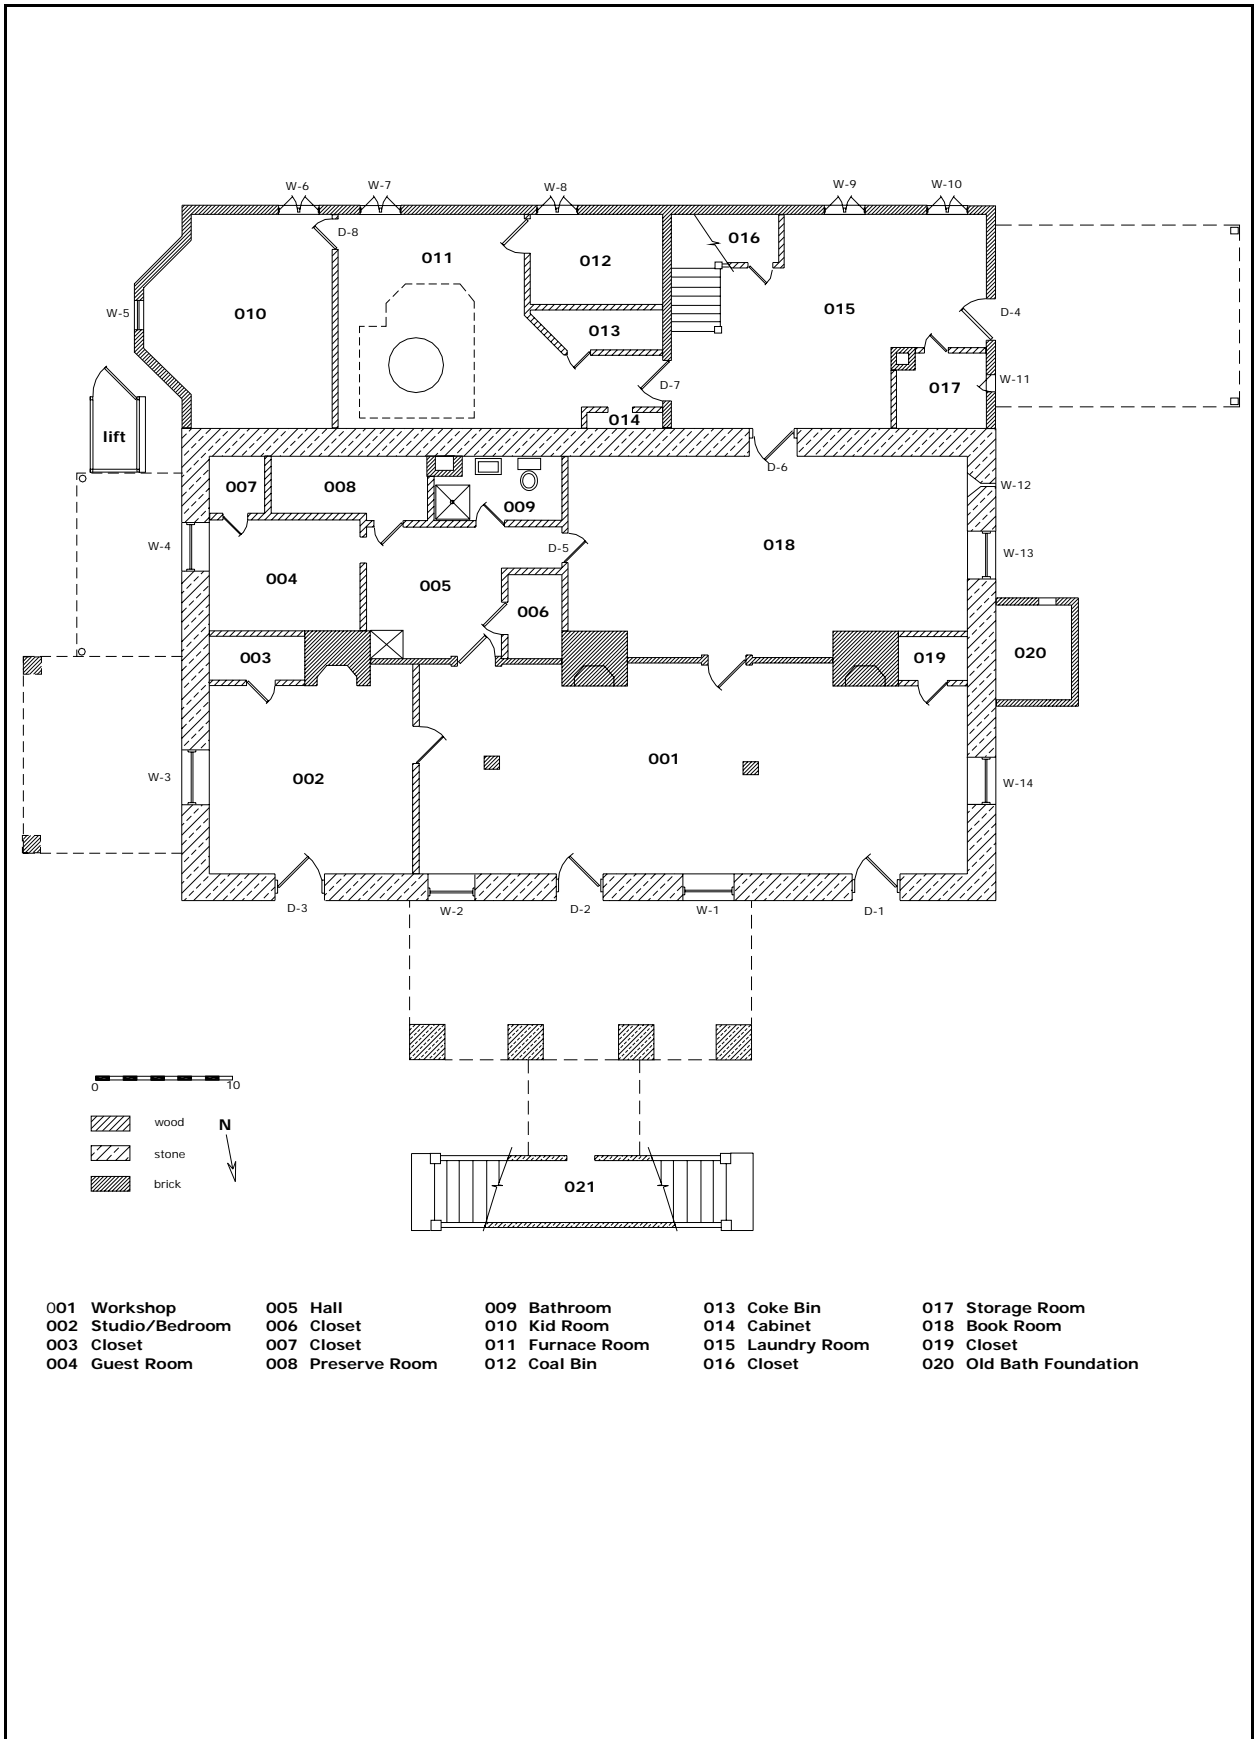 W-6 W-7 W-8 W-9 W-10
D-8
016
011
012
W-5 010 015 D-4
013
D-7 W-11
017
014
lift
D-6
007 008 W-12
009
W-4 D-5 018 W-13
004
005
006
003 019 020
001
W-3 002 W-14
D-3 W-2 D-2 W-1 D-1
0 10
wood N
stone
brick
021
001 Workshop 005 Hall 009 Bathroom 013 Coke Bin 017 Storage Room
002 Studio/Bedroom 006 Closet 010 Kid Room 014 Cabinet 018 Book Room
003 Closet 007 Closet 011 Furnace Room 015 Laundry Room 019 Closet
004 Guest Room 008 Preserve Room 012 Coal Bin 016 Closet 020 Old Bath Foundation